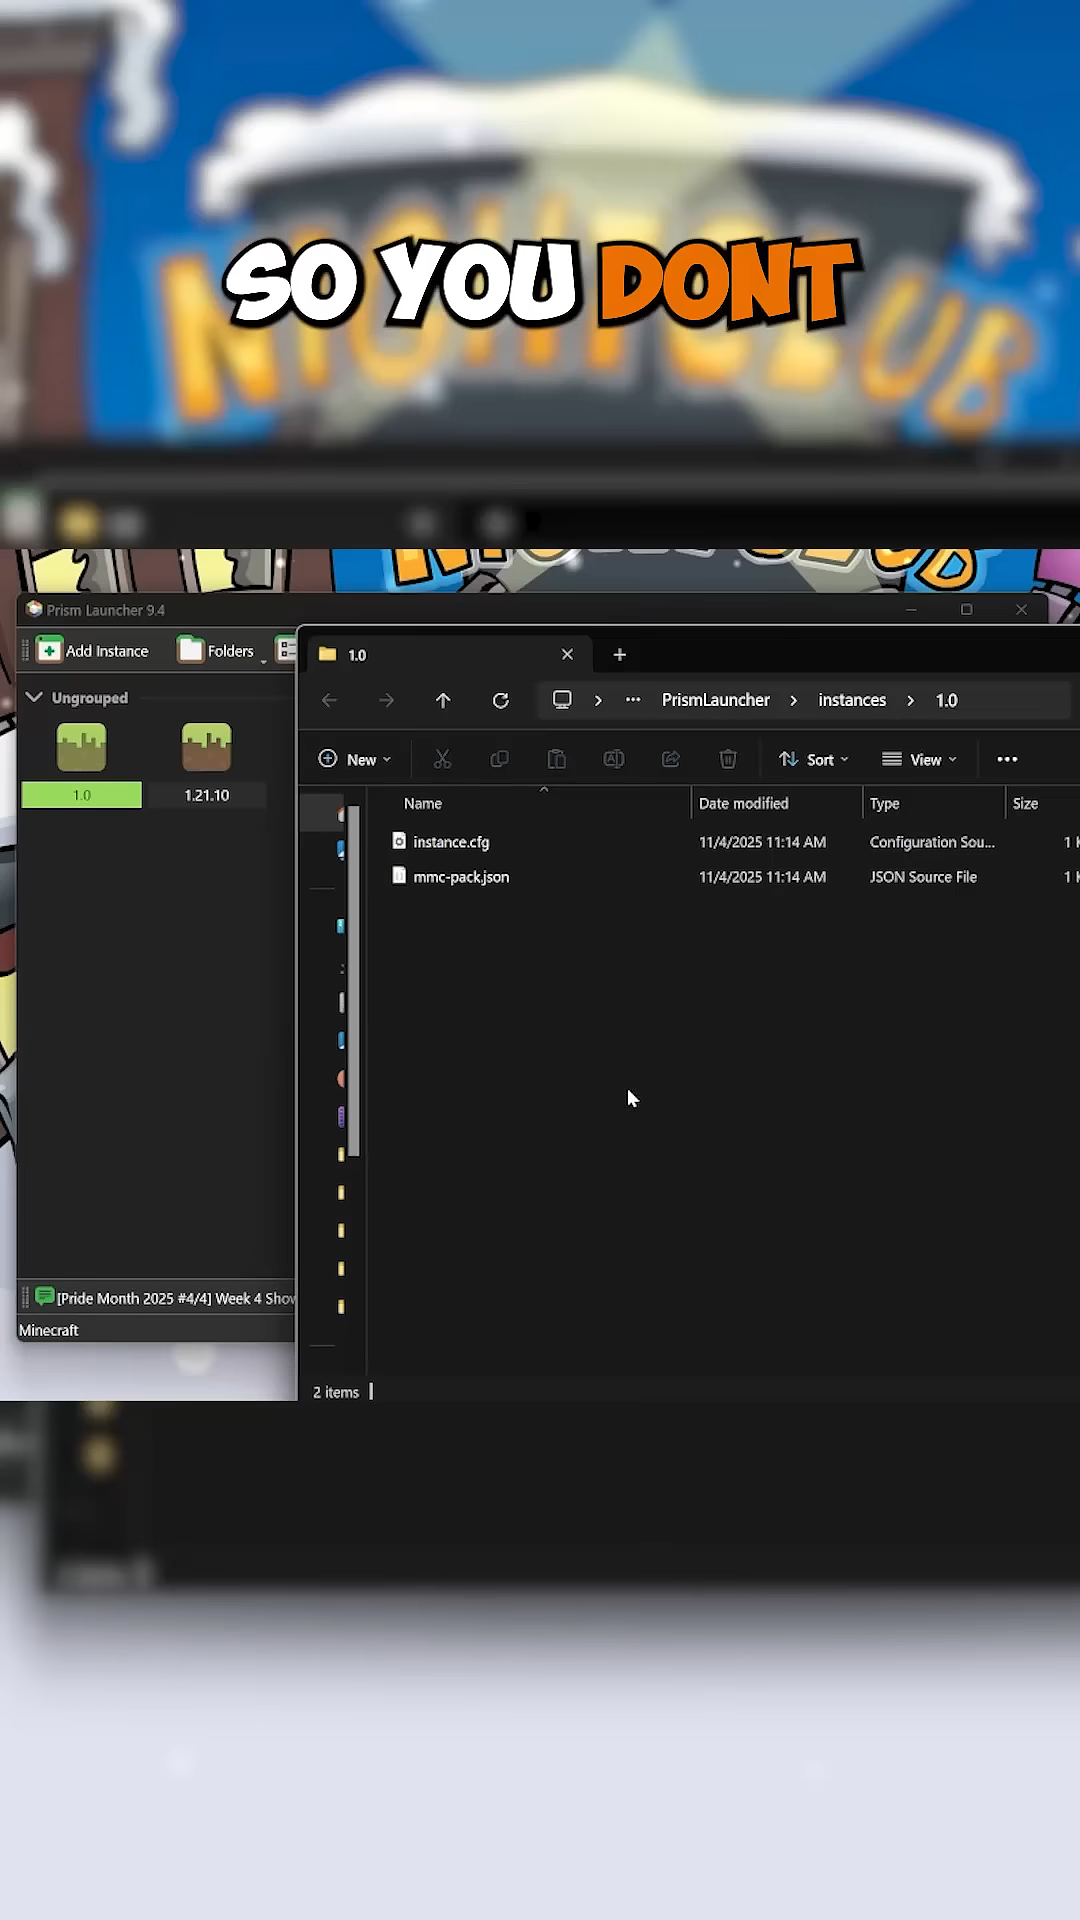 NIGHTCLUB
SO YOU DONT
Prism Launcher 9.4
Add Instance
Folders
1.0
PrismLauncher
instances
1.0
Ungrouped
New
Sort
View
1.0
1.21.10
Name
Date modified
Type
Size
instance.cfg
11/4/2025 11:14 AM
Configuration Sou...
1 K
mmc-pack.json
11/4/2025 11:14 AM
JSON Source File
1 K
[Pride Month 2025 #4/4] Week 4 Show
Minecraft
2 items